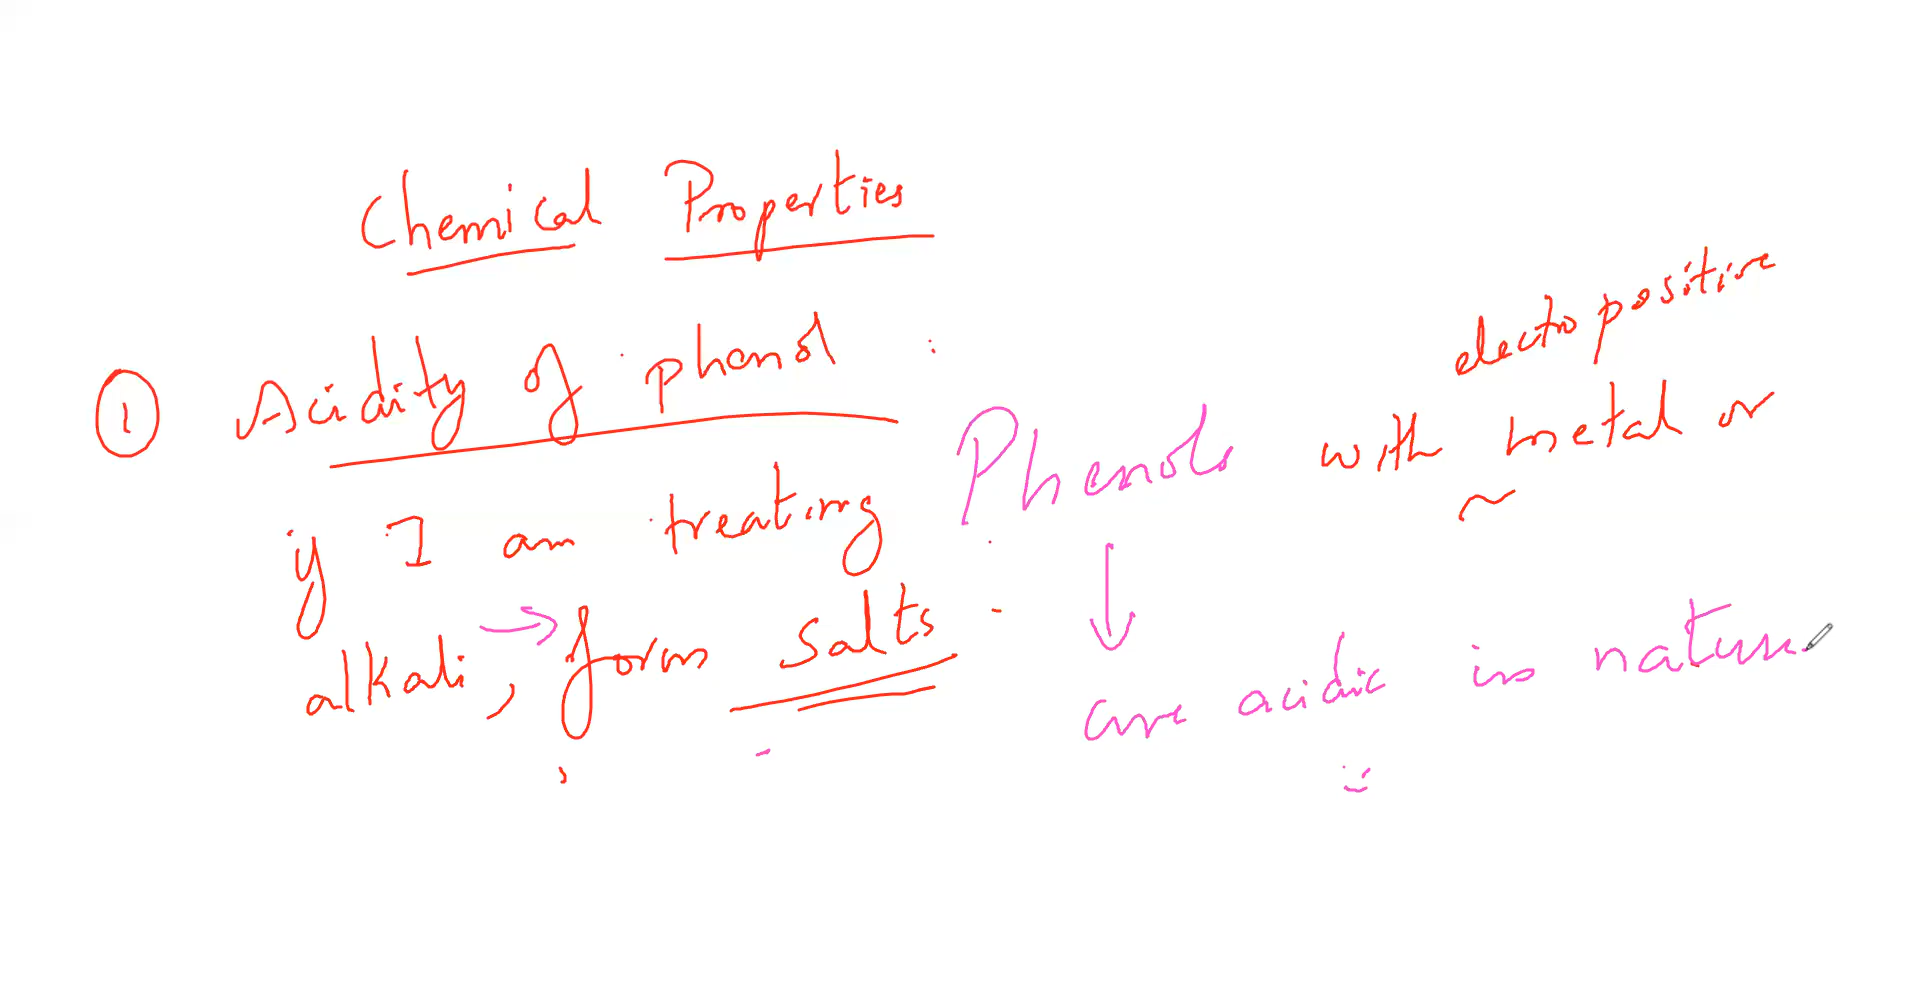 Chemical Properties
① Acidity of phenol :
electropositive
if I am treating Phenols with metal or
alkali, → forms salts.
↓
are acidic in nature